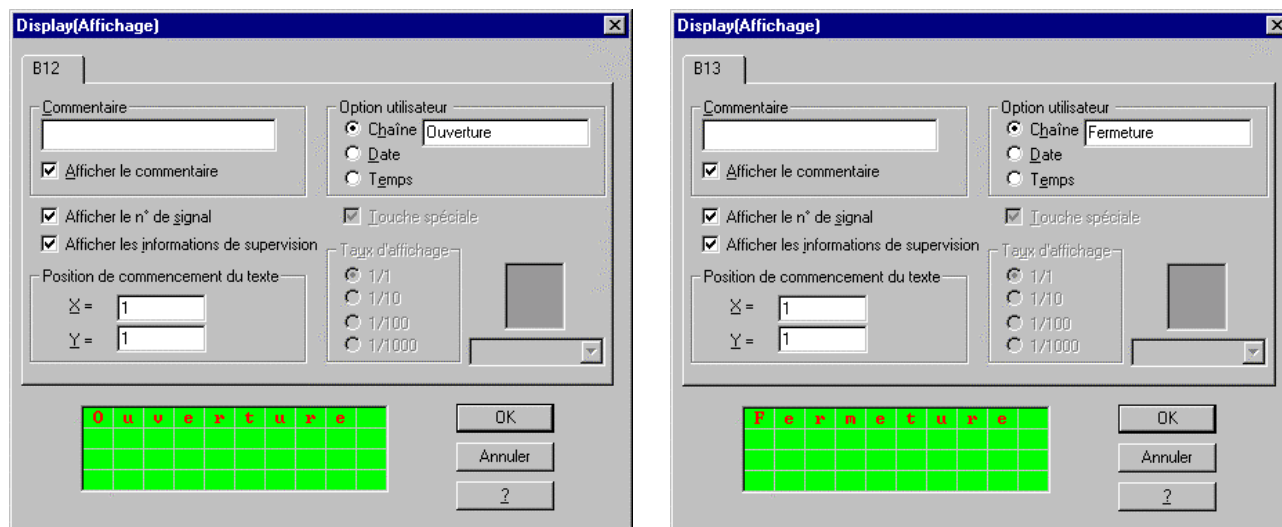 Display(Affichage)
B12
Commentaire
Afficher le commentaire
Option utilisateur
Chaîne Ouverture
Date
Temps
Afficher le n° de signal
Afficher les informations de supervision
Touche spéciale
Position de commencement du texte
X = 1
Y = 1
Taux d'affichage
1/1
1/10
1/100
1/1000
Ouverture
OK
Annuler
?
Display(Affichage)
B13
Commentaire
Afficher le commentaire
Option utilisateur
Chaîne Fermeture
Date
Temps
Afficher le n° de signal
Afficher les informations de supervision
Touche spéciale
Position de commencement du texte
X = 1
Y = 1
Taux d'affichage
1/1
1/10
1/100
1/1000
Fermeture
OK
Annuler
?